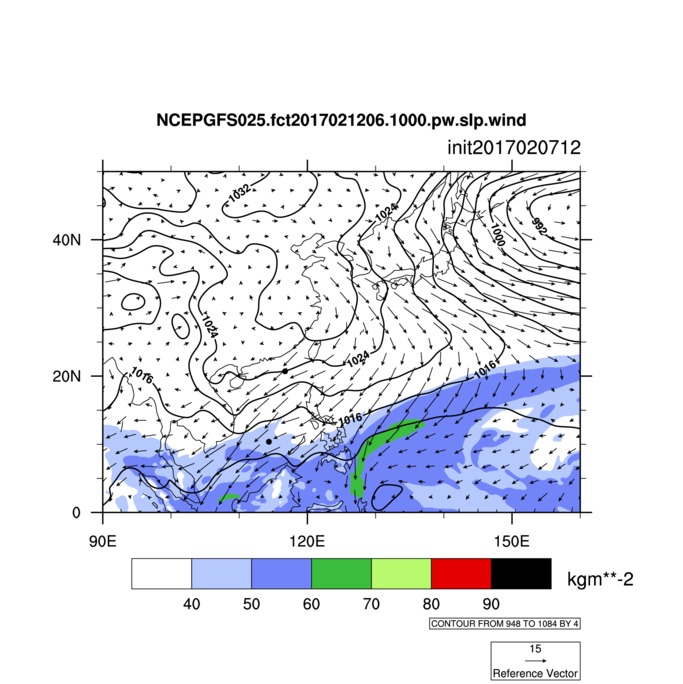 NCEPGFS025.fct2017021206.1000.pw.slp.wind
init2017020712
1032
1024
992
1000
40N
1024
1024
1016
1016
20N
1016
0
90E 120E 150E
40 50 60 70 80 90
kgm**-2
CONTOUR FROM 948 TO 1084 BY 4
15
Reference Vector